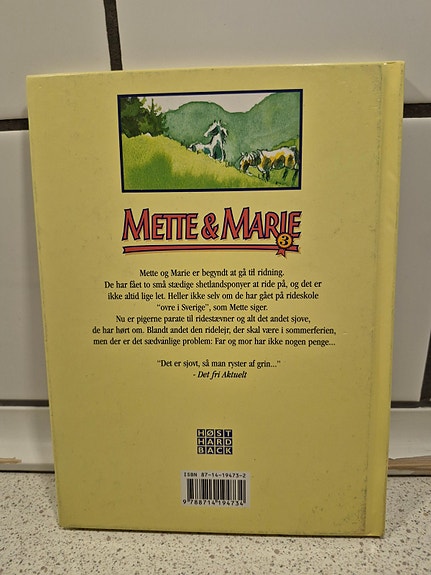 METTE & MARIE
3
Mette og Marie er begyndt at gå til ridning.
De har fået to små stædige shetlandsponyer at ride på, og det er
ikke altid lige let. Heller ikke selv om de har gået på rideskole
"ovre i Sverige", som Mette siger.
Nu er pigerne parate til ridestævner og alt det andet sjove,
de har hørt om. Blandt andet den ridelejr, der skal være i sommerferien,
men der er det sædvanlige problem: Far og mor har ikke nogen penge...
"Det er sjovt, så man ryster af grin..."
- Det fri Aktuelt
HØST
HARD
BACK
ISBN 87-14-19473-2
9 788714 194734